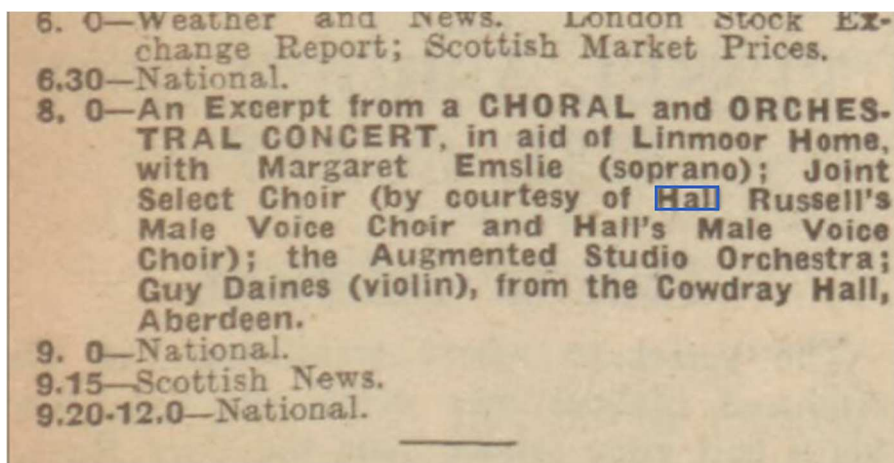 6. 0—Weather and News. London Stock Ex-
change Report; Scottish Market Prices.
6.30—National.
8. 0—An Excerpt from a CHORAL and ORCHES-
TRAL CONCERT, in aid of Linmoor Home,
with Margaret Emslie (soprano); Joint
Select Choir (by courtesy of Hall Russell's
Male Voice Choir and Hall's Male Voice
Choir); the Augmented Studio Orchestra;
Guy Daines (violin), from the Cowdray Hall,
Aberdeen.
9. 0—National.
9.15—Scottish News.
9.20-12.0—National.